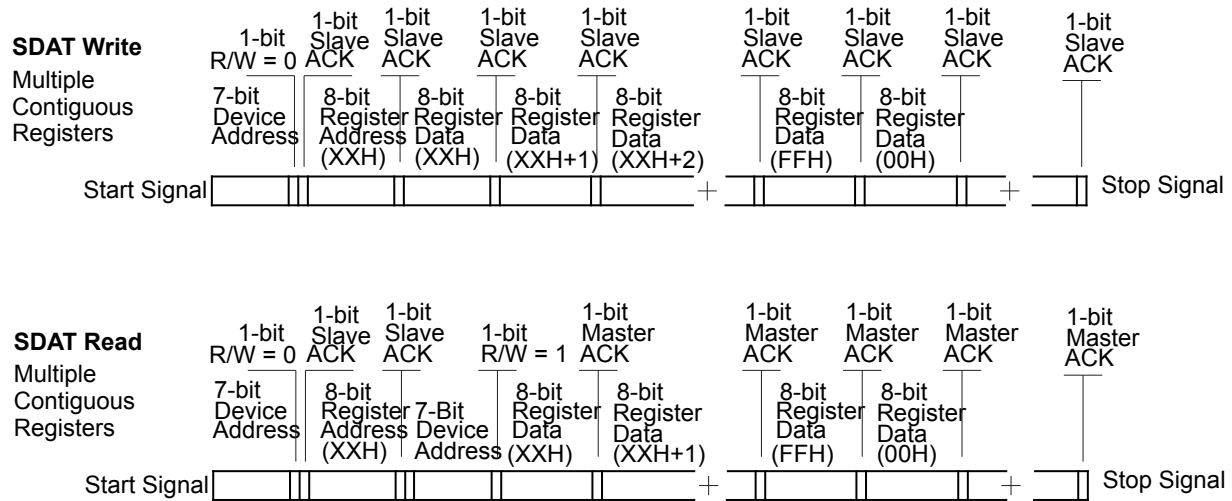 SDAT Write
Multiple
Contiguous
Registers
1-bit
R/W = 0
1-bit
Slave
ACK
1-bit
Slave
ACK
1-bit
Slave
ACK
1-bit
Slave
ACK
1-bit
Slave
ACK
1-bit
Slave
ACK
1-bit
Slave
ACK
1-bit
Slave
ACK
7-bit
Device
Address
8-bit
Register
Address
(XXH)
8-bit
Register
Data
(XXH)
8-bit
Register
Data
(XXH+1)
8-bit
Register
Data
(XXH+2)
8-bit
Register
Data
(FFH)
8-bit
Register
Data
(00H)
Start Signal
Stop Signal
SDAT Read
Multiple
Contiguous
Registers
1-bit
R/W = 0
1-bit
Slave
ACK
1-bit
Slave
ACK
1-bit
R/W = 1
1-bit
Master
ACK
1-bit
Master
ACK
1-bit
Master
ACK
1-bit
Master
ACK
1-bit
Master
ACK
7-bit
Device
Address
8-bit
Register
Address
(XXH)
7-Bit
Device
Address
8-bit
Register
Data
(XXH)
8-bit
Register
Data
(XXH+1)
8-bit
Register
Data
(FFH)
8-bit
Register
Data
(00H)
Start Signal
Stop Signal